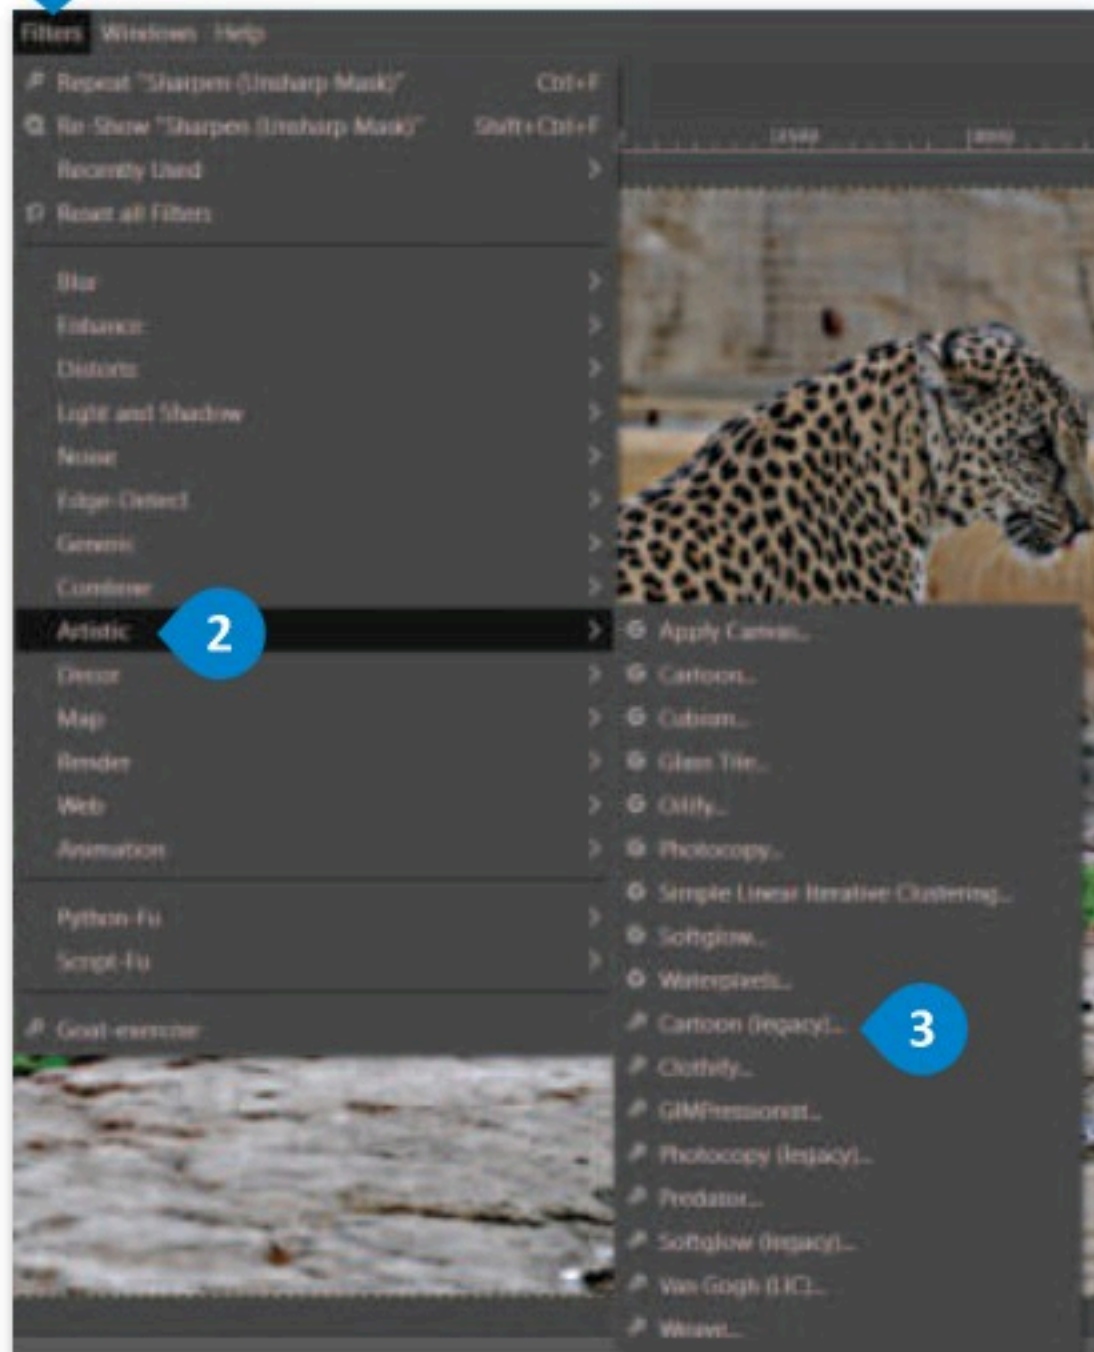 Filters Windows Help
Repeat "Sharpen (Unsharp Mask)" Ctrl+F
Re-Show "Sharpen (Unsharp Mask)" Shift+Ctrl+F
Recently Used
Reset all Filters
Blur
Enhance
Distorts
Light and Shadow
Noise
Edge-Detect
Generic
Combine
Artistic
2
Decor
Map
Render
Web
Animation
Python-Fu
Script-Fu
Goat-exercise
Apply Canvas...
Cartoon...
Cubism...
Glass Tile...
Oilify...
Photocopy...
Simple Linear Iterative Clustering...
Softglow...
Waterpixels...
Cartoon (legacy)...
3
Clothify...
GIMPressionist...
Photocopy (legacy)...
Predator...
Softglow (legacy)...
Van Gogh (LIC)...
Weave...